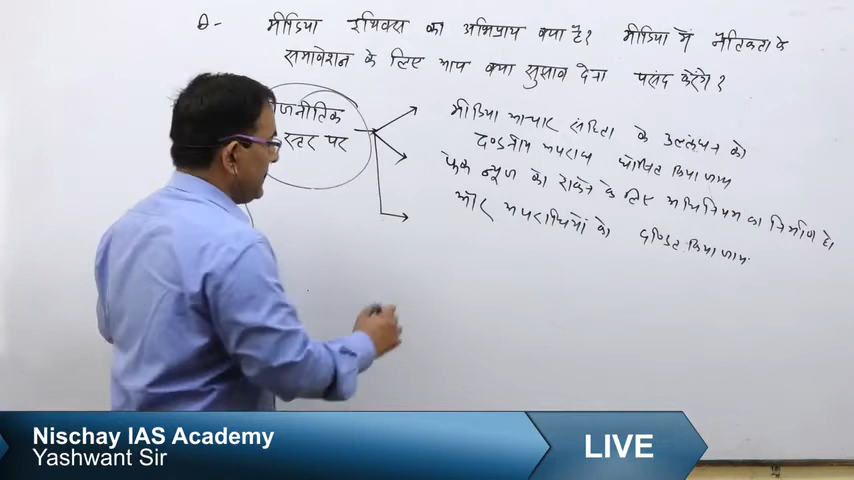 Q- मीडिया इथिक्स का अभिप्राय क्या है? मीडिया में नैतिकता के
समावेशन के लिए आप क्या सुझाव देना पसंद करेंगे?
जनीतिक
स्तर पर
मीडिया आचार संहिता के उल्लंघन को
दण्डनीय अपराध घोषित किया जाय
फेक न्यूज को रोकने के लिए अधिनियम का निर्माण हो।
और अपराधियों को दण्डित किया जाय
Nischay IAS Academy
Yashwant Sir
LIVE